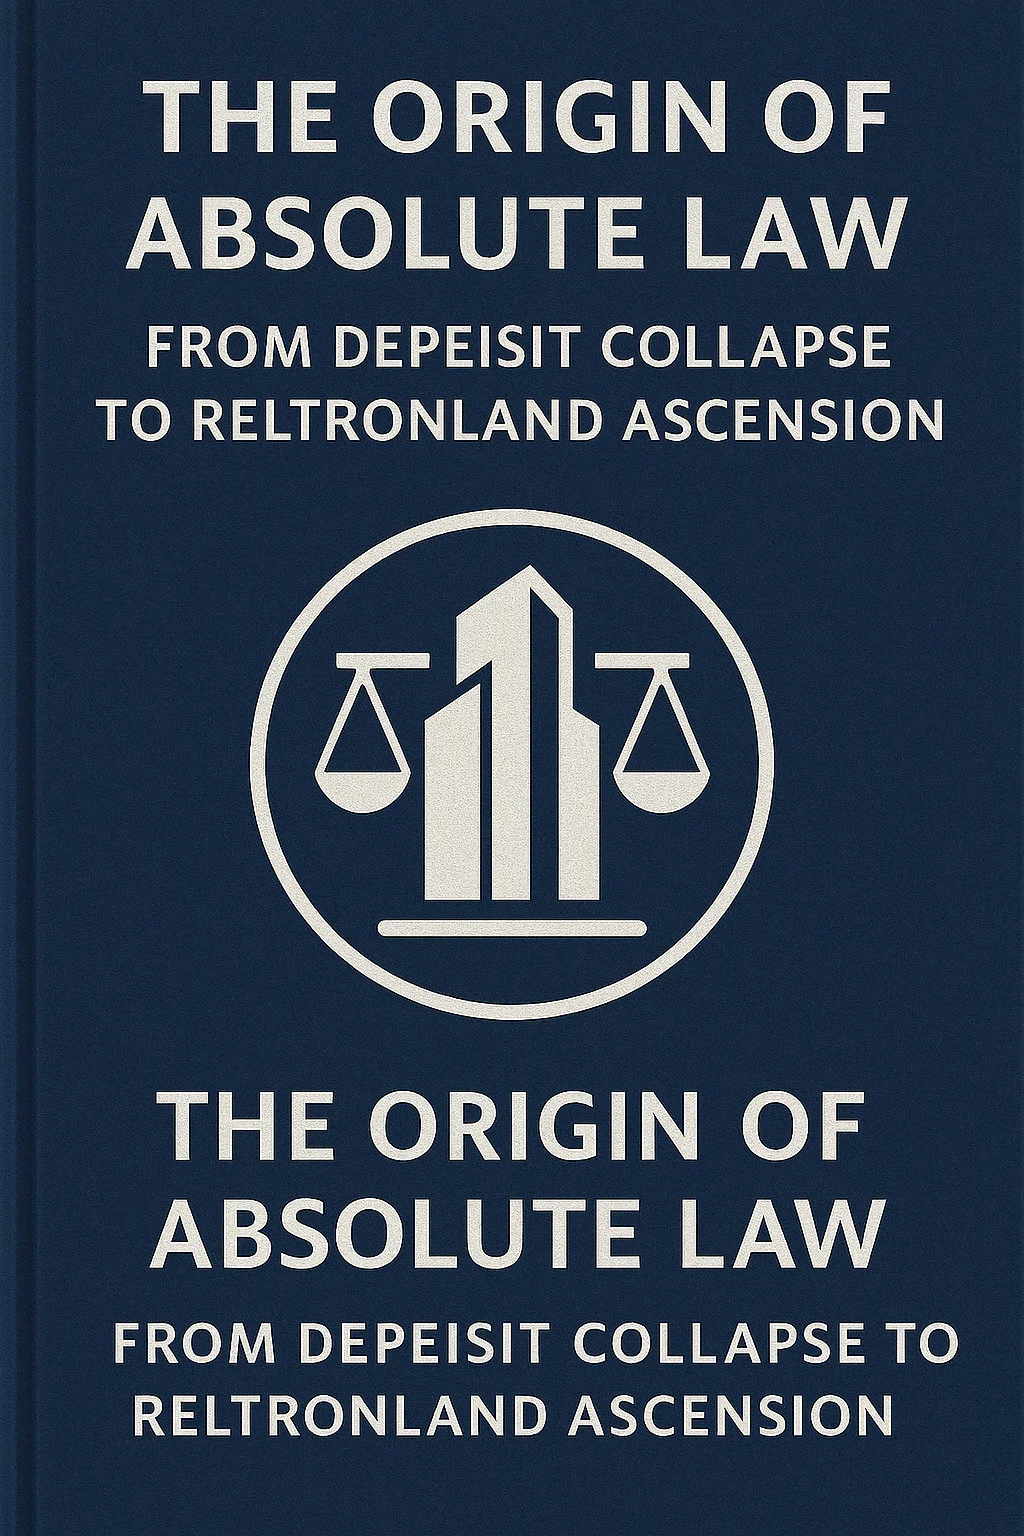 THE ORIGIN OF
ABSOLUTE LAW
FROM DEPEISIT COLLAPSE
TO RELTRONLAND ASCENSION
THE ORIGIN OF
ABSOLUTE LAW
FROM DEPEISIT COLLAPSE TO
RELTRONLAND ASCENSION